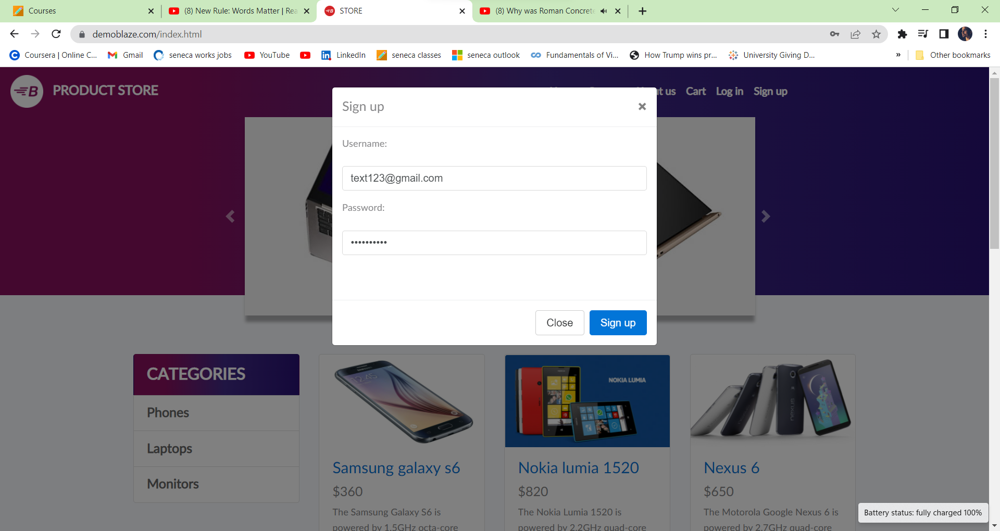 Courses
(8) New Rule: Words Matter | Rea
STORE
(8) Why was Roman Concrete
demoblaze.com/index.html
Coursera | Online C...
Gmail
seneca works jobs
YouTube
LinkedIn
seneca classes
seneca outlook
Fundamentals of Vi...
How Trump wins pr...
University Giving D...
»
Other bookmarks
B PRODUCT STORE
ut us Cart Log in Sign up
Sign up
Username:
text123@gmail.com
Password:
••••••••••
Close Sign up
CATEGORIES
Phones
Laptops
Monitors
12:45
NOKIA LUMIA
nexus
Samsung galaxy s6
$360
The Samsung Galaxy S6 is
powered by 1.5GHz octa-core
Nokia lumia 1520
$820
The Nokia Lumia 1520 is
powered by 2.2GHz quad-core
Nexus 6
$650
The Motorola Google Nexus 6 is
powered by 2.7GHz quad-core
Battery status: fully charged 100%